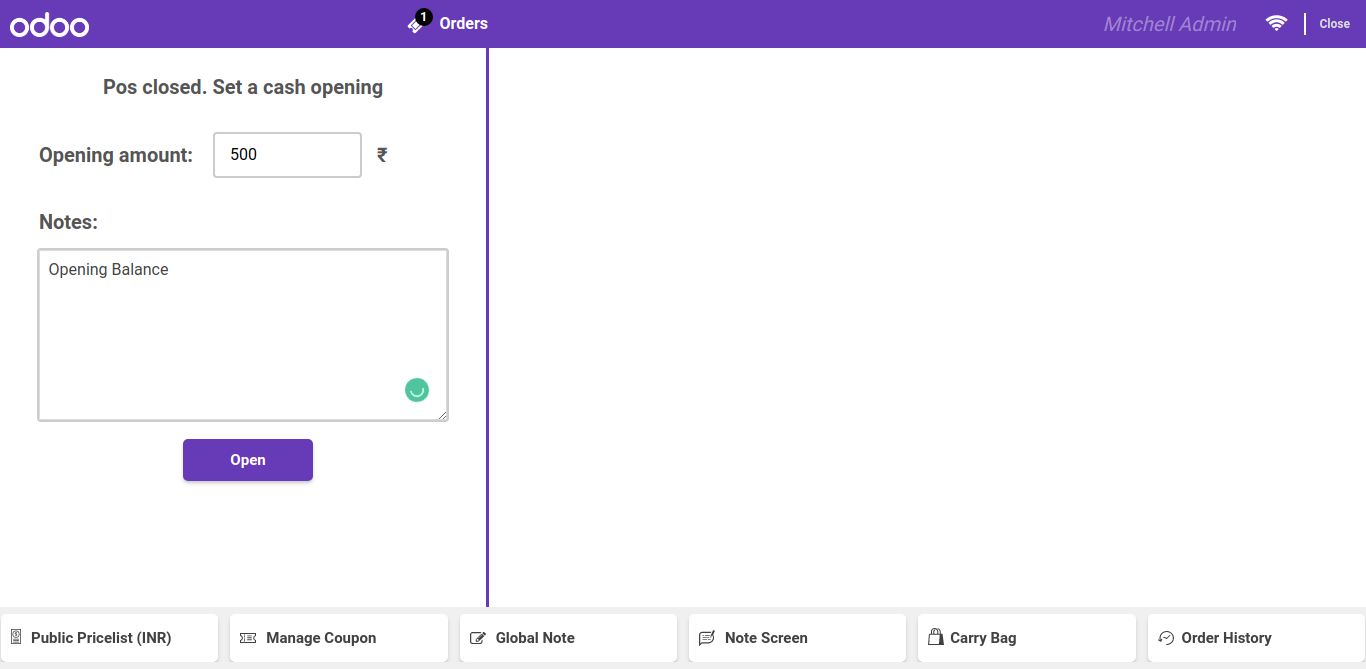 odoo
1 Orders
Mitchell Admin
Close
Pos closed. Set a cash opening
Opening amount: 500 ₹
Notes:
Opening Balance
Open
Public Pricelist (INR)
Manage Coupon
Global Note
Note Screen
Carry Bag
Order History